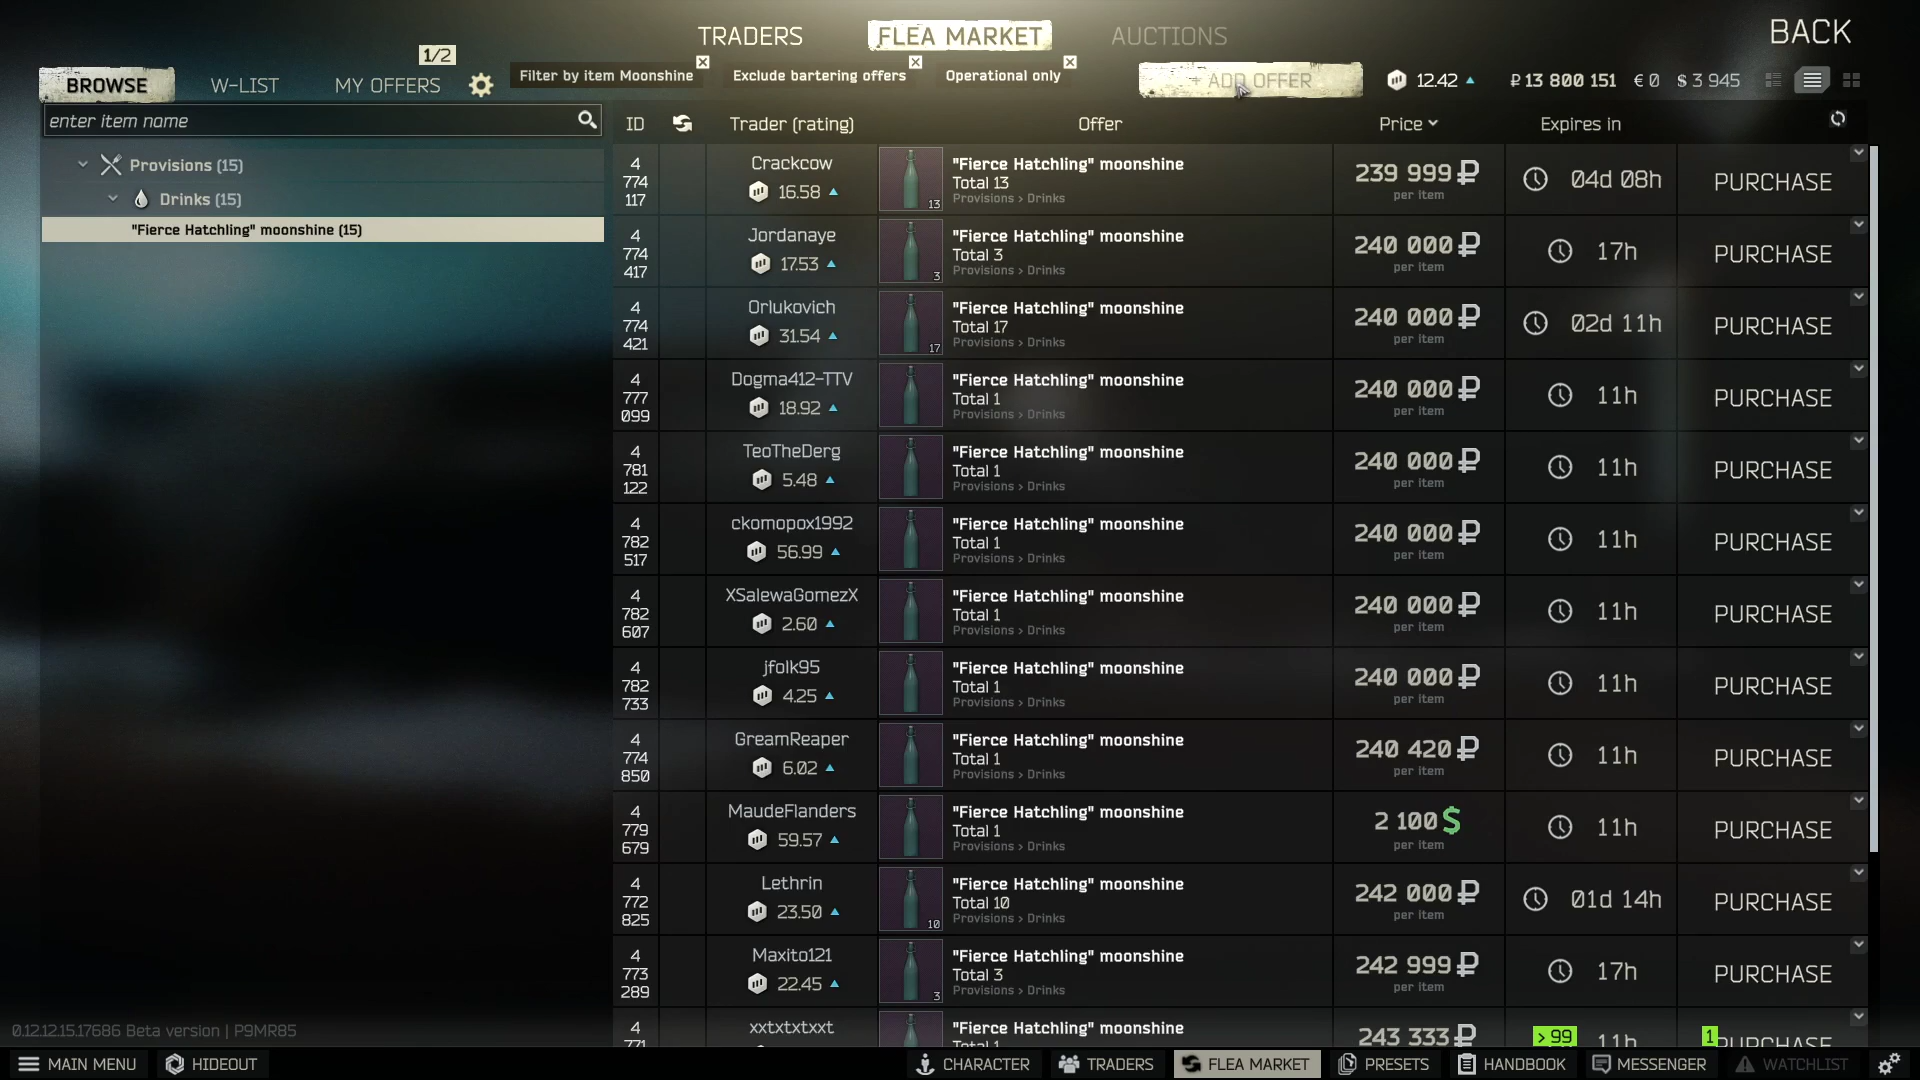 TRADERS
FLEA MARKET
AUCTIONS
BACK
1/2
BROWSE
W-LIST
MY OFFERS
Filter by item Moonshine
Exclude bartering offers
Operational only
+ ADD OFFER
12.42
₽ 13 800 151
€ 0
$ 3 945
enter item name
ID
Trader (rating)
Offer
Price
Expires in
Provisions (15)
Drinks (15)
"Fierce Hatchling" moonshine (15)
4 774 117
Crackcow
16.58
13
"Fierce Hatchling" moonshine
Total 13
Provisions > Drinks
239 999 ₽
per item
04d 08h
PURCHASE
4 774 417
Jordanaye
17.53
3
"Fierce Hatchling" moonshine
Total 3
Provisions > Drinks
240 000 ₽
per item
17h
PURCHASE
4 774 421
Orlukovich
31.54
17
"Fierce Hatchling" moonshine
Total 17
Provisions > Drinks
240 000 ₽
per item
02d 11h
PURCHASE
4 777 099
Dogma412-TTV
18.92
"Fierce Hatchling" moonshine
Total 1
Provisions > Drinks
240 000 ₽
per item
11h
PURCHASE
4 781 122
TeoTheDerg
5.48
"Fierce Hatchling" moonshine
Total 1
Provisions > Drinks
240 000 ₽
per item
11h
PURCHASE
4 782 517
ckomopox1992
56.99
"Fierce Hatchling" moonshine
Total 1
Provisions > Drinks
240 000 ₽
per item
11h
PURCHASE
4 782 607
XSalewaGomezX
2.60
"Fierce Hatchling" moonshine
Total 1
Provisions > Drinks
240 000 ₽
per item
11h
PURCHASE
4 782 733
jfolk95
4.25
"Fierce Hatchling" moonshine
Total 1
Provisions > Drinks
240 000 ₽
per item
11h
PURCHASE
4 774 850
GreamReaper
6.02
"Fierce Hatchling" moonshine
Total 1
Provisions > Drinks
240 420 ₽
per item
11h
PURCHASE
4 779 679
MaudeFlanders
59.57
"Fierce Hatchling" moonshine
Total 1
Provisions > Drinks
2 100 $
per item
11h
PURCHASE
4 772 825
Lethrin
23.50
10
"Fierce Hatchling" moonshine
Total 10
Provisions > Drinks
242 000 ₽
per item
01d 14h
PURCHASE
4 773 289
Maxito121
22.45
3
"Fierce Hatchling" moonshine
Total 3
Provisions > Drinks
242 999 ₽
per item
17h
PURCHASE
4 771
xxtxtxtxxt
"Fierce Hatchling" moonshine
Total 1
243 333 ₽
> 99
11h
1
PURCHASE
0.12.12.15.17686 Beta version | P9MR85
MAIN MENU
HIDEOUT
CHARACTER
TRADERS
FLEA MARKET
PRESETS
HANDBOOK
MESSENGER
WATCHLIST